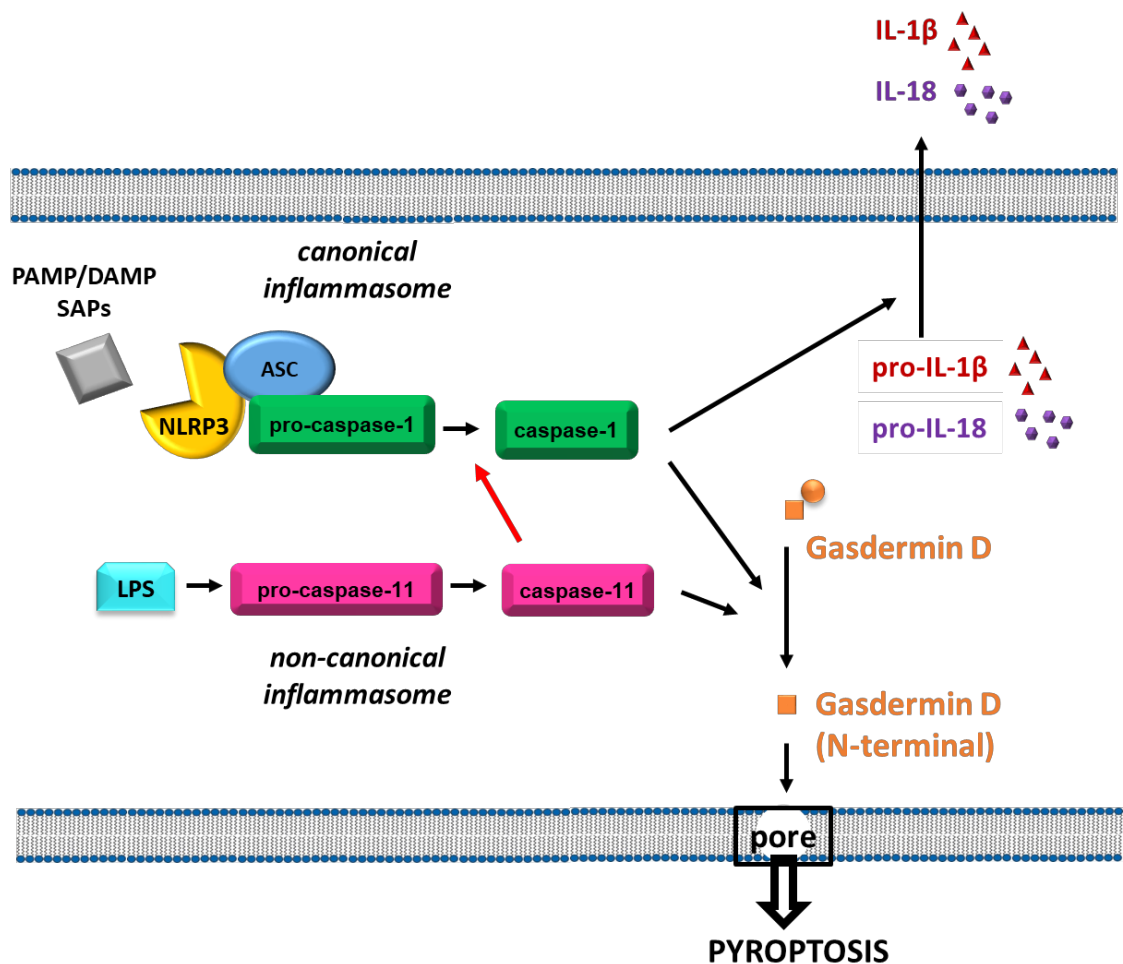 IL-1β
IL-18
canonical
inflammasome
PAMP/DAMP
SAPs
ASC
NLRP3
pro-caspase-1
caspase-1
pro-IL-1β
pro-IL-18
Gasdermin D
LPS
pro-caspase-11
caspase-11
non-canonical
inflammasome
Gasdermin D
(N-terminal)
pore
PYROPTOSIS